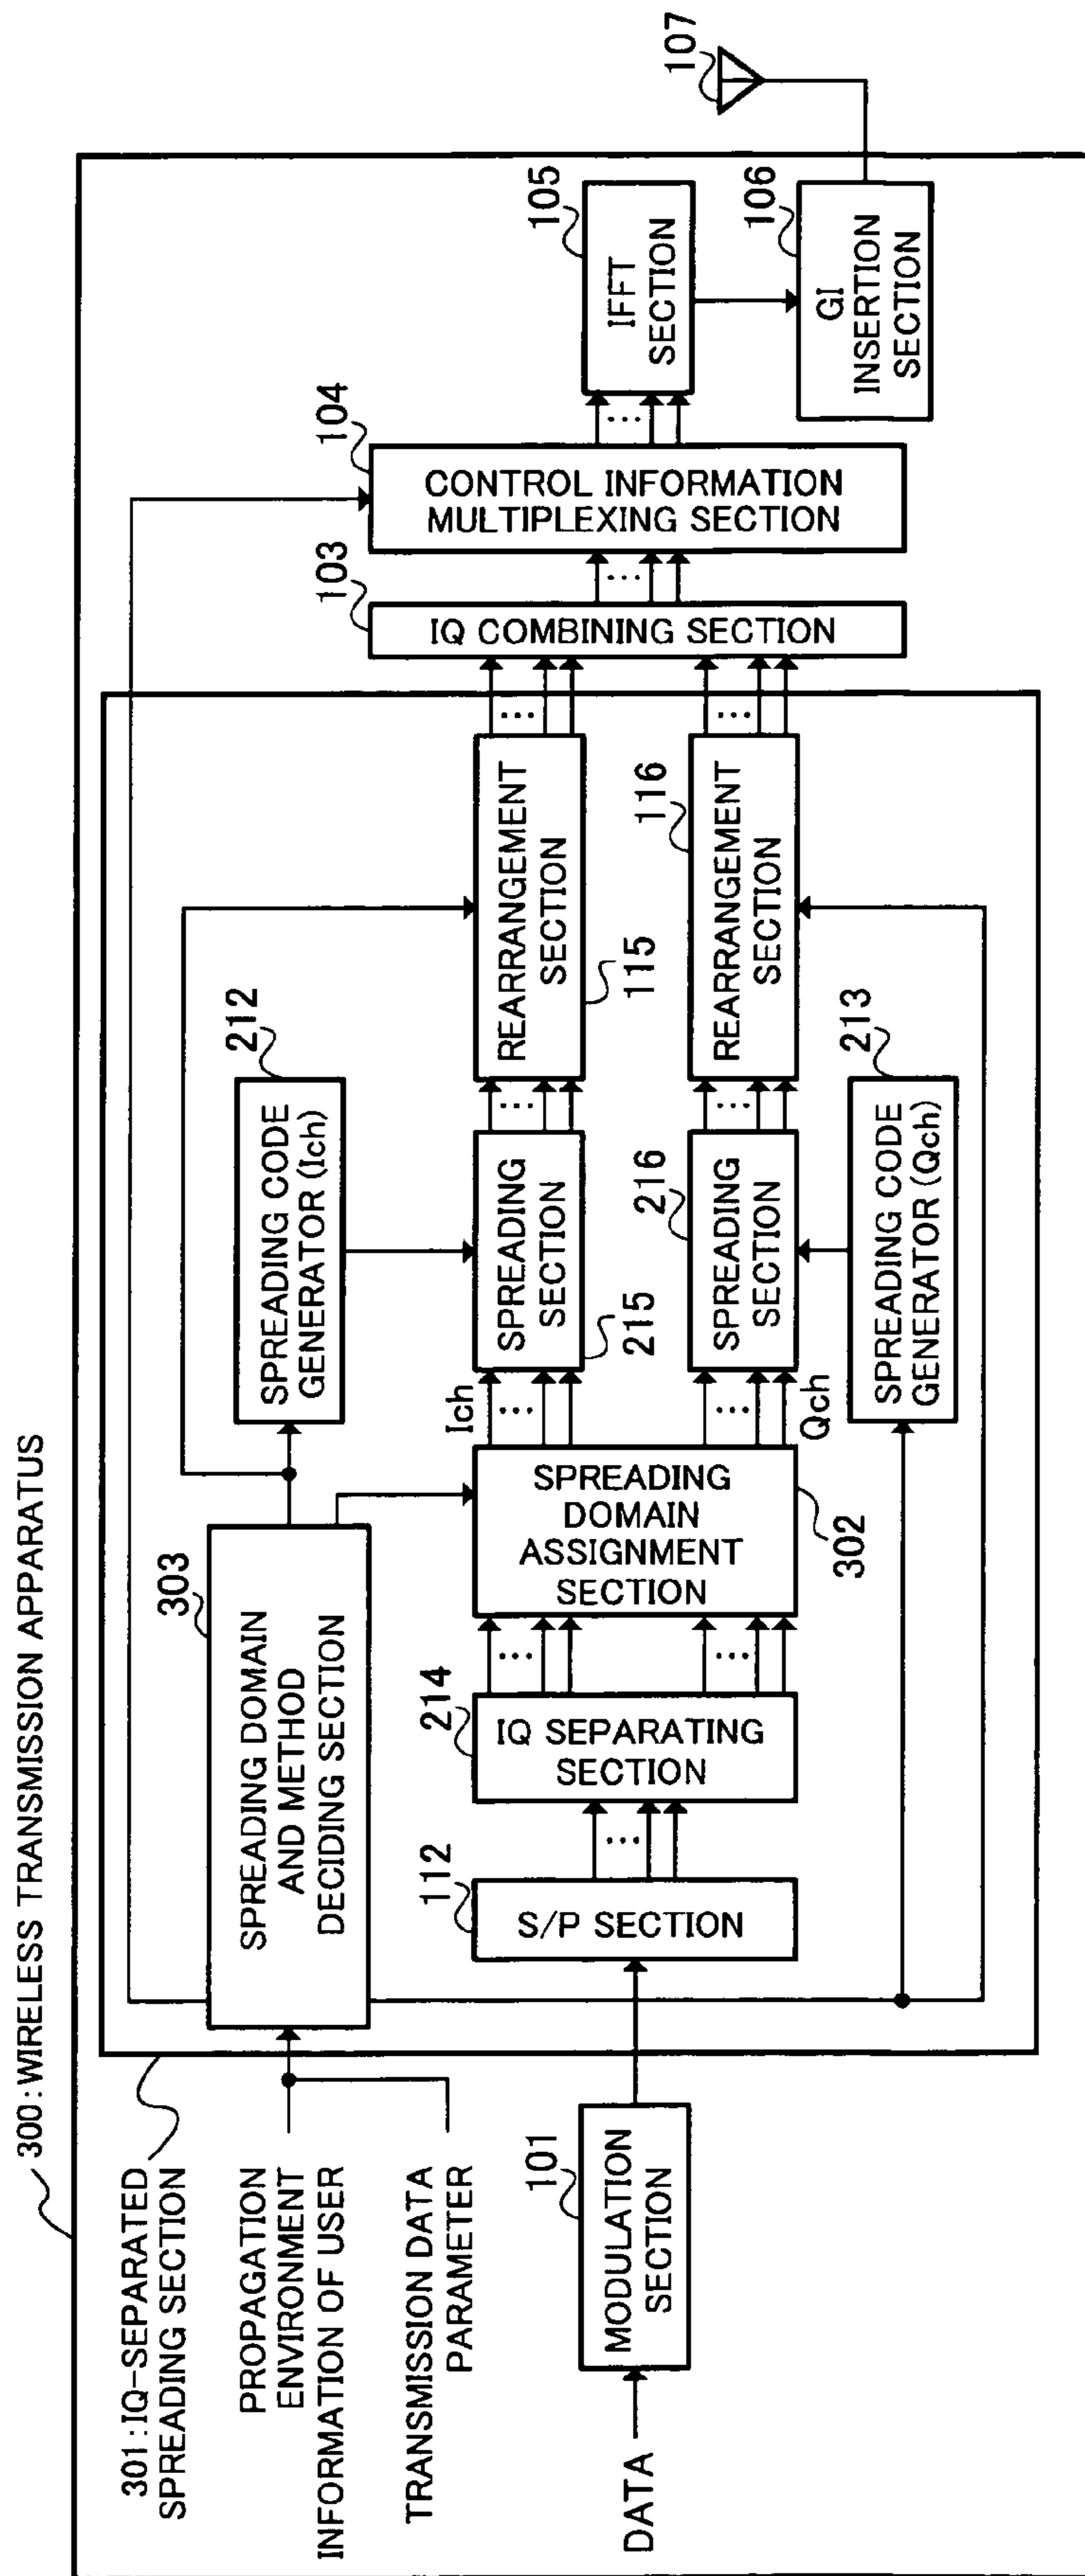 300:WIRELESS TRANSMISSION APPARATUS
301:IQ-SEPARATED
SPREADING SECTION
PROPAGATION
ENVIRONMENT
INFORMATION OF USER
TRANSMISSION DATA
PARAMETER
DATA
101
MODULATION
SECTION
303
SPREADING DOMAIN
AND METHOD
DECIDING SECTION
112
S/P SECTION
214
IQ SEPARATING
SECTION
SPREADING
DOMAIN
ASSIGNMENT
SECTION
302
212
SPREADING CODE
GENERATOR (Ich)
Ich
SPREADING
SECTION
215
216
SPREADING
SECTION
Qch
213
SPREADING CODE
GENERATOR (Qch)
REARRANGEMENT
SECTION
115
116
REARRANGEMENT
SECTION
103
IQ COMBINING SECTION
104
CONTROL INFORMATION
MULTIPLEXING SECTION
105
IFFT
SECTION
106
GI
INSERTION
SECTION
107